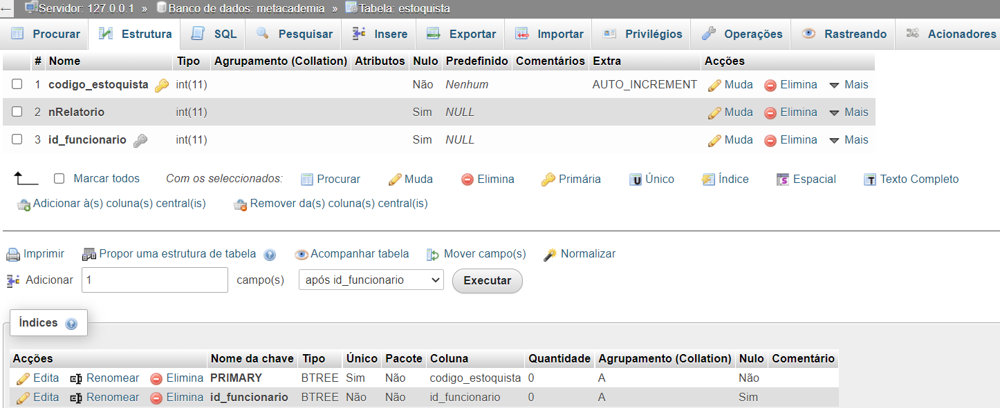 ← Servidor: 127.0.0.1 » Banco de dados: metacademia » Tabela: estoquista
Procurar Estrutura SQL Pesquisar Insere Exportar Importar Privilégios Operações Rastreando Acionadores
# Nome Tipo Agrupamento (Collation) Atributos Nulo Predefinido Comentários Extra Acções
1 codigo_estoquista int(11) Não Nenhum AUTO_INCREMENT Muda Elimina Mais
2 nRelatorio int(11) Sim NULL Muda Elimina Mais
3 id_funcionario int(11) Sim NULL Muda Elimina Mais
Marcar todos Com os seleccionados: Procurar Muda Elimina Primária Único Índice Espacial Texto Completo
Adicionar à(s) coluna(s) central(is) Remover da(s) coluna(s) central(is)
Imprimir Propor uma estrutura de tabela Acompanhar tabela Mover campo(s) Normalizar
Adicionar 1 campo(s) após id_funcionario Executar
Índices
Acções Nome da chave Tipo Único Pacote Coluna Quantidade Agrupamento (Collation) Nulo Comentário
Edita Renomear Elimina PRIMARY BTREE Sim Não codigo_estoquista 0 A Não
Edita Renomear Elimina id_funcionario BTREE Não Não id_funcionario 0 A Sim